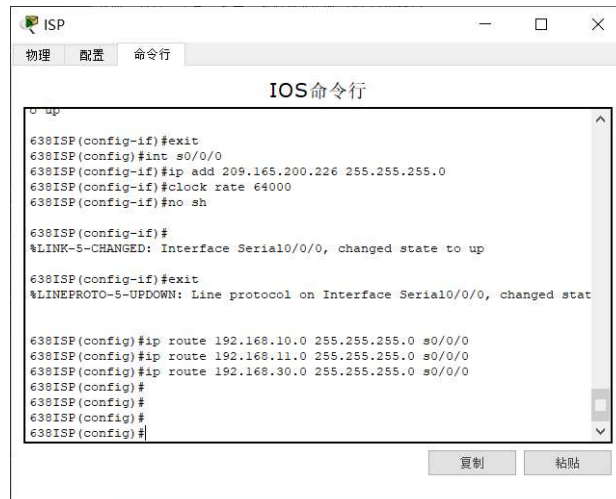 ISP
物理 配置 命令行
IOS命令行
o up
638ISP(config-if)#exit
638ISP(config)#int s0/0/0
638ISP(config-if)#ip add 209.165.200.226 255.255.255.0
638ISP(config-if)#clock rate 64000
638ISP(config-if)#no sh
638ISP(config-if)#
%LINK-5-CHANGED: Interface Serial0/0/0, changed state to up
638ISP(config-if)#exit
%LINEPROTO-5-UPDOWN: Line protocol on Interface Serial0/0/0, changed stat
638ISP(config)#ip route 192.168.10.0 255.255.255.0 s0/0/0
638ISP(config)#ip route 192.168.11.0 255.255.255.0 s0/0/0
638ISP(config)#ip route 192.168.30.0 255.255.255.0 s0/0/0
638ISP(config)#
638ISP(config)#
638ISP(config)#
638ISP(config)#
复制 粘贴